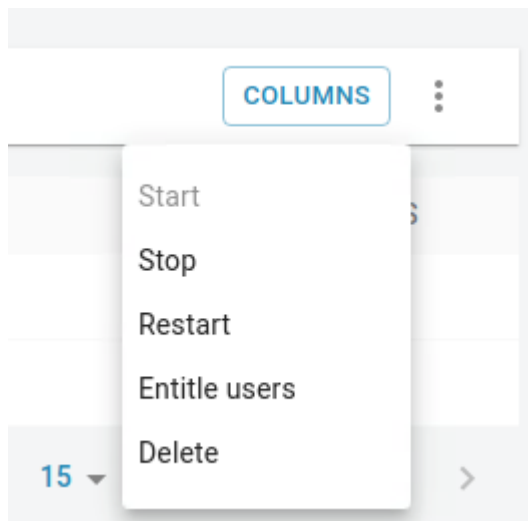 COLUMNS
Start
S
Stop
Restart
Entitle users
Delete
15